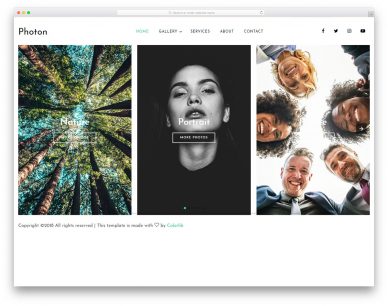 Photon
HOME GALLERY SERVICES ABOUT CONTACT
Nature
Portrait
MORE PHOTOS
Copyright ©2018 All rights reserved | This template is made with ♡ by Colorlib